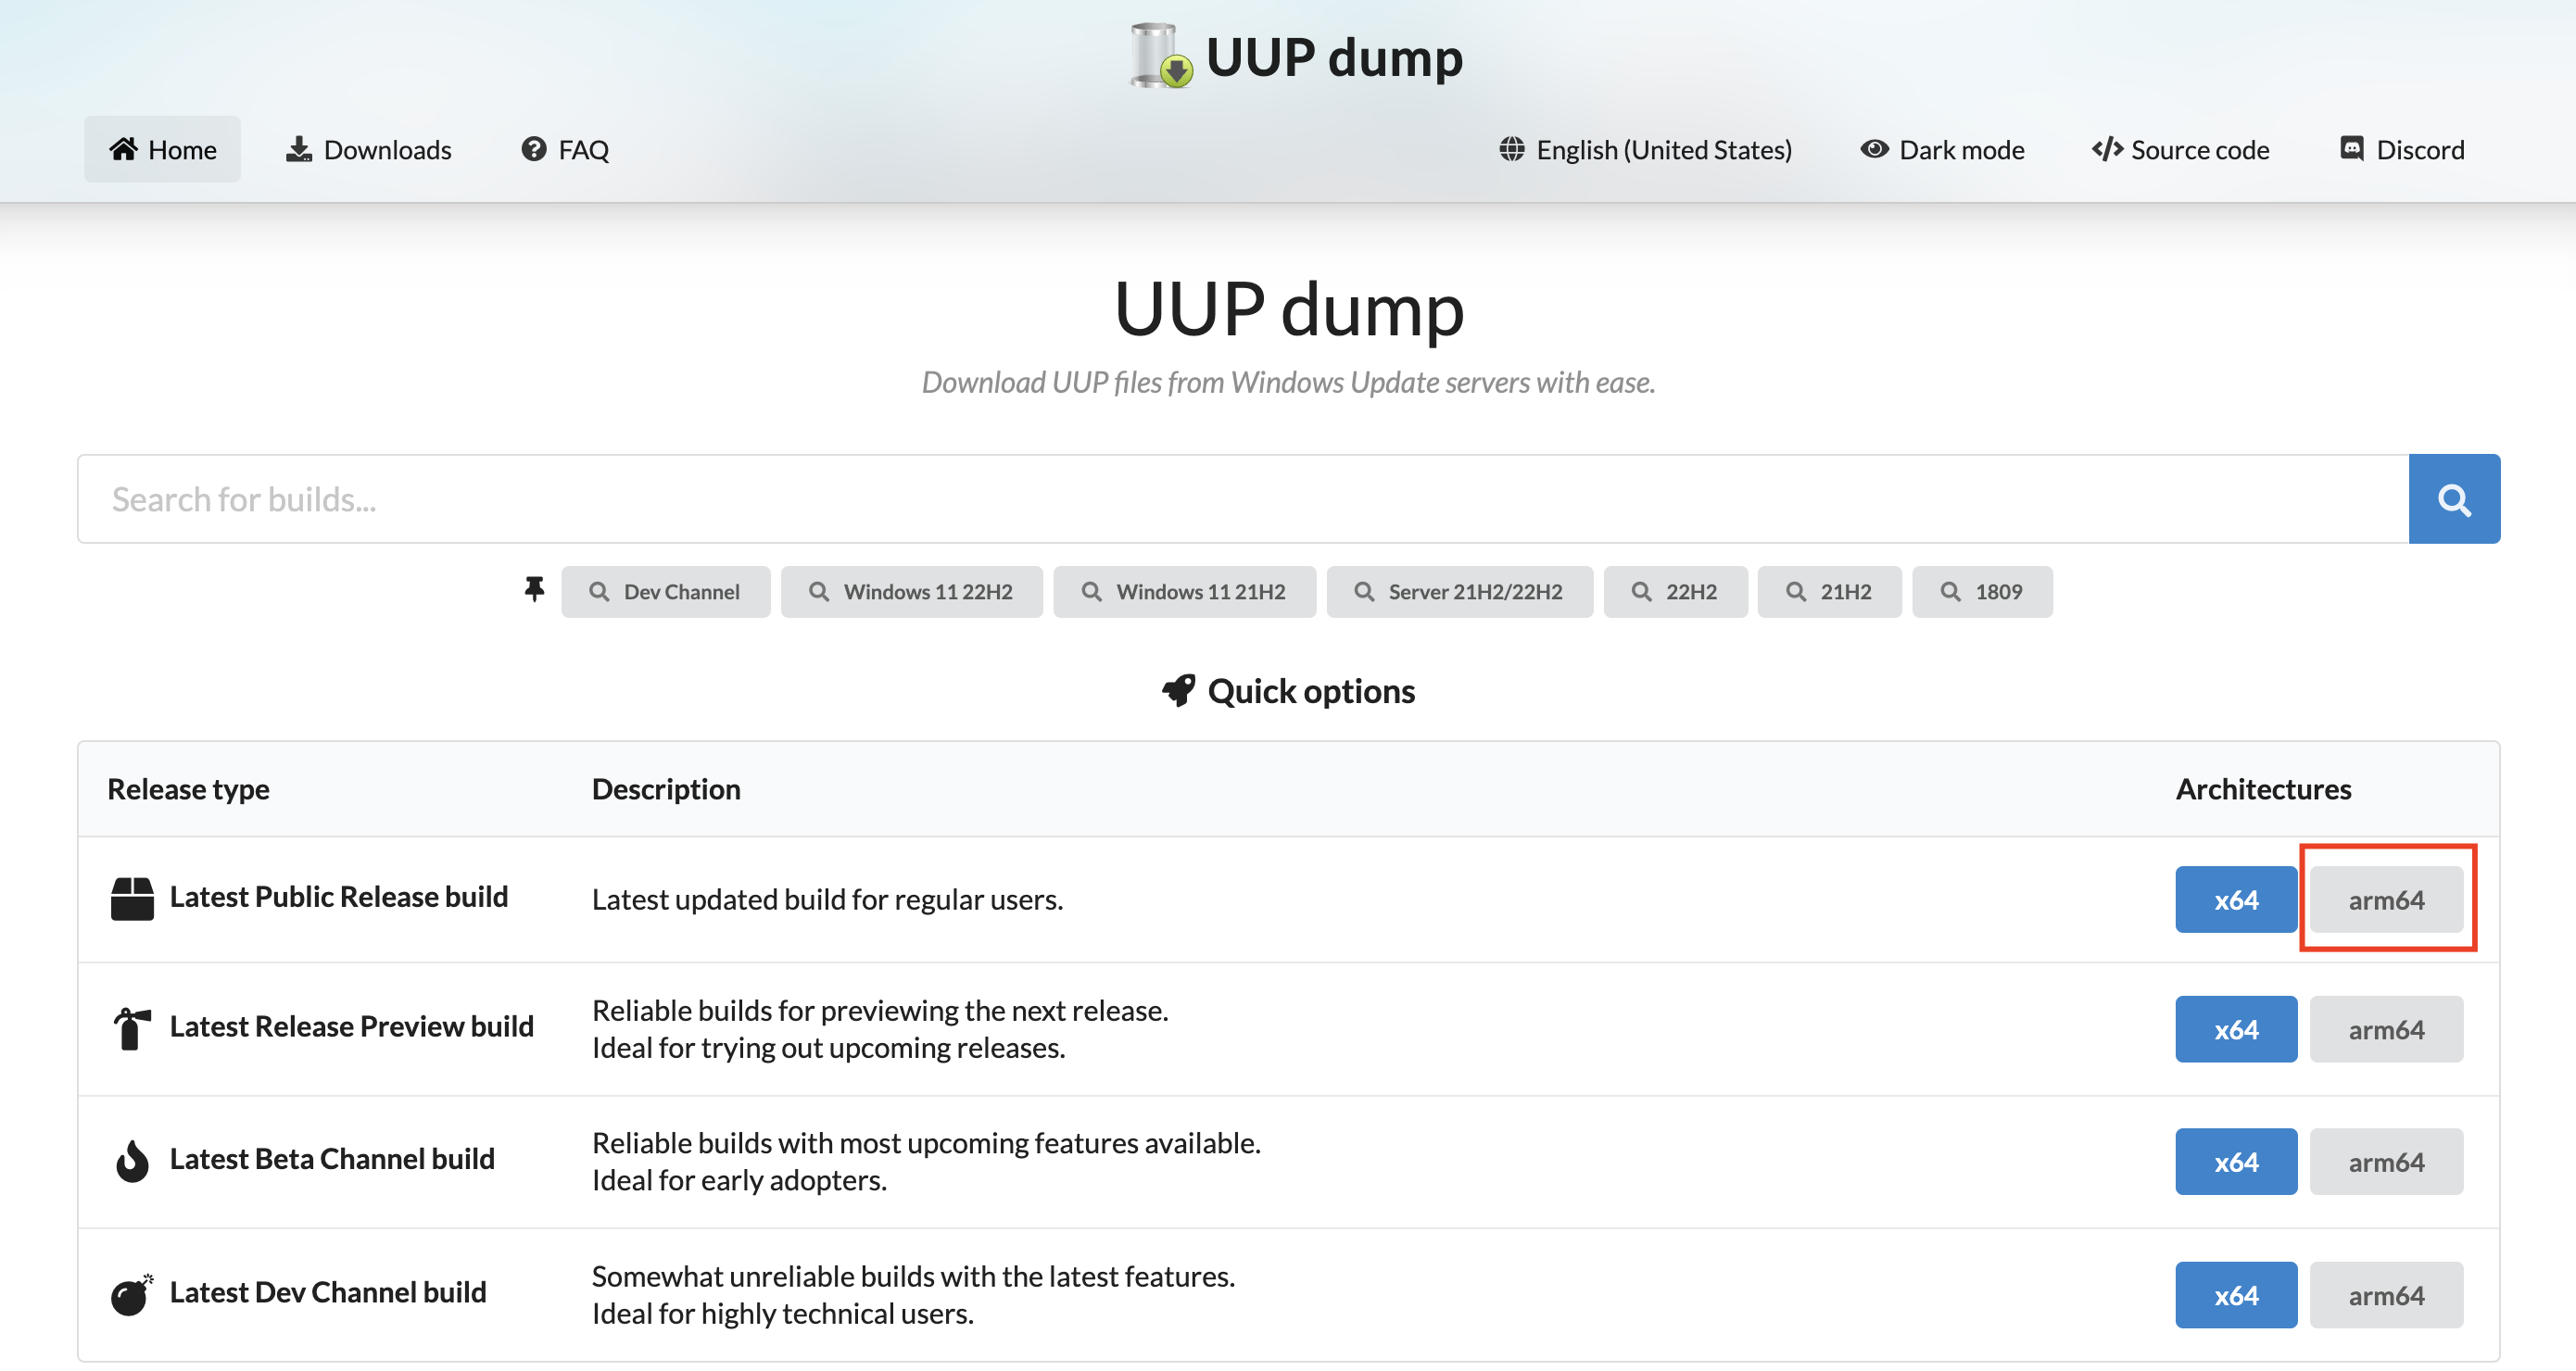 UUP dump
Home
Downloads
FAQ
English (United States)
Dark mode
Source code
Discord
UUP dump
Download UUP files from Windows Update servers with ease.
Search for builds...
Dev Channel
Windows 11 22H2
Windows 11 21H2
Server 21H2/22H2
22H2
21H2
1809
Quick options
Release type
Description
Architectures
Latest Public Release build
Latest updated build for regular users.
x64
arm64
Latest Release Preview build
Reliable builds for previewing the next release.
Ideal for trying out upcoming releases.
x64
arm64
Latest Beta Channel build
Reliable builds with most upcoming features available.
Ideal for early adopters.
x64
arm64
Latest Dev Channel build
Somewhat unreliable builds with the latest features.
Ideal for highly technical users.
x64
arm64